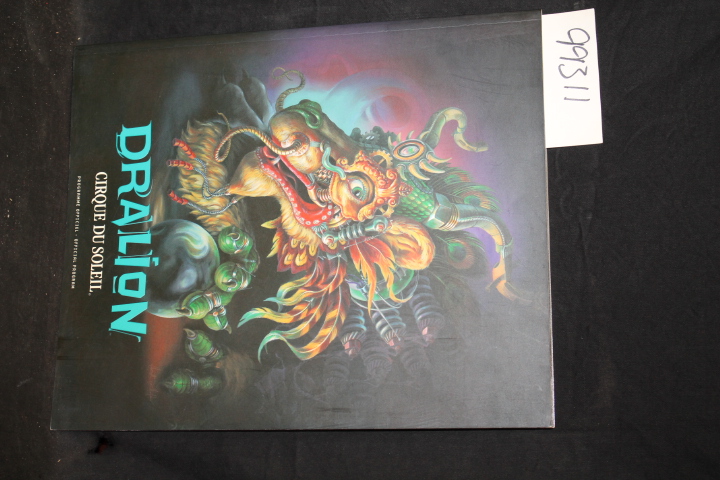 99311
DRALION
CIRQUE DU SOLEIL.
PROGRAMME OFFICIEL - OFFICIAL PROGRAM